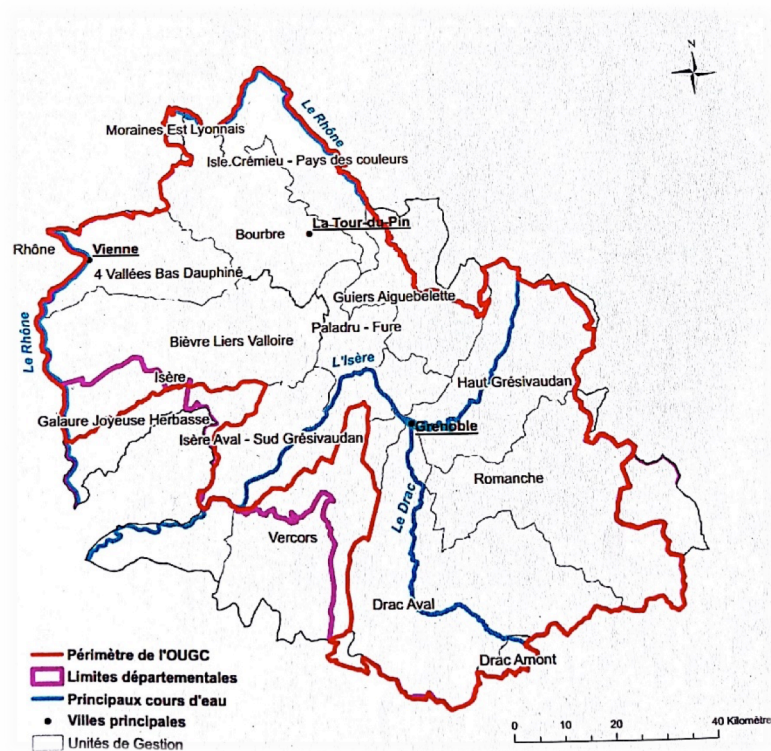 N
Le Rhône
Moraines Est Lyonnais
Isle Crémieu - Pays des couleurs
La Tour-du-Pin
Bourbre
Rhône
Vienne
4 Vallées Bas Dauphiné
Guiers Aiguebelette
Paladru - Fure
Le Rhône
Bièvre Liers Valloire
L'Isère
Isère
Haut Grésivaudan
Galaure Joyeuse Herbasse
Grenoble
Isère Aval - Sud Grésivaudan
Romanche
Le Drac
Vercors
Drac Aval
Drac Amont
Périmètre de l'OUGC
Limites départementales
Principaux cours d'eau
Villes principales
Unités de Gestion
0 10 20 40 Kilomètre